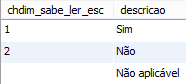 chdim_sabe_ler_esc descricao
1 Sim
2 Não
Não aplicável